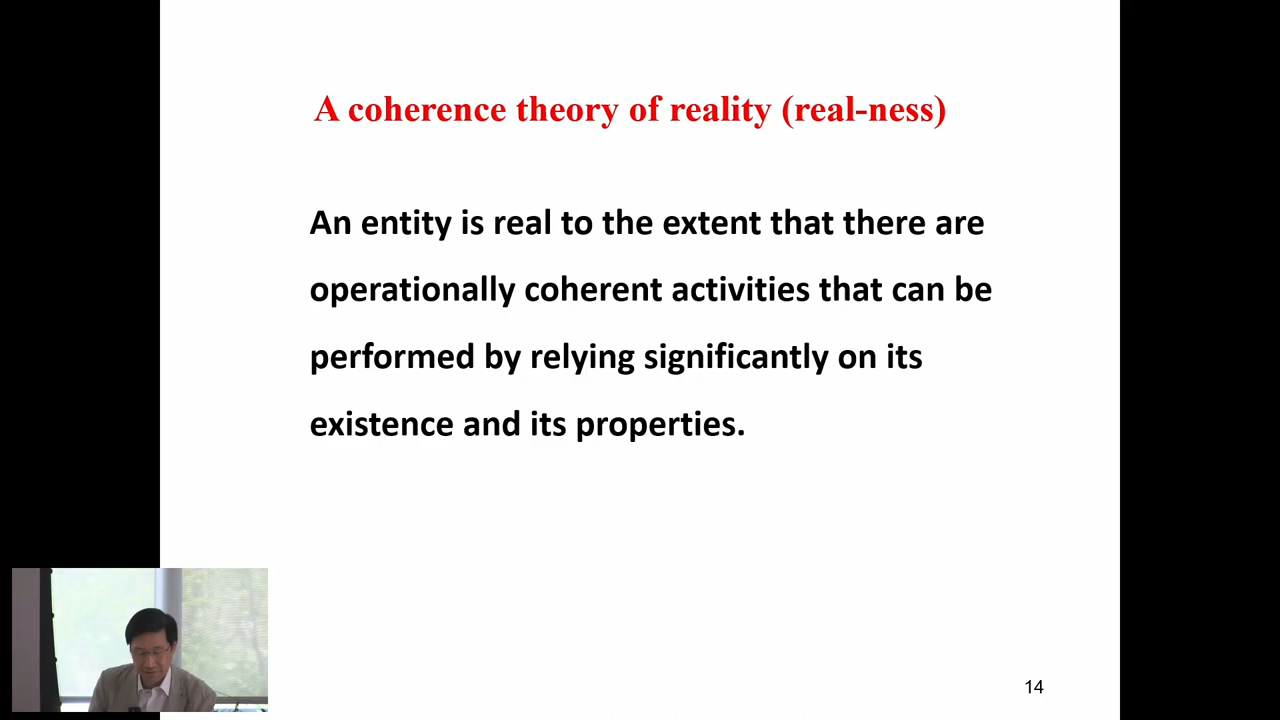 A coherence theory of reality (real-ness)
An entity is real to the extent that there are
operationally coherent activities that can be
performed by relying significantly on its
existence and its properties.
14